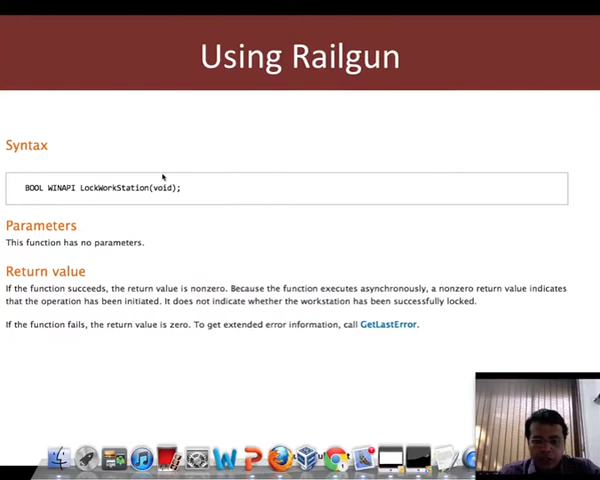 Using Railgun
Syntax
BOOL WINAPI LockWorkStation(void);
Parameters
This function has no parameters.
Return value
If the function succeeds, the return value is nonzero. Because the function executes asynchronously, a nonzero return value indicates
that the operation has been initiated. It does not indicate whether the workstation has been successfully locked.
If the function fails, the return value is zero. To get extended error information, call GetLastError.